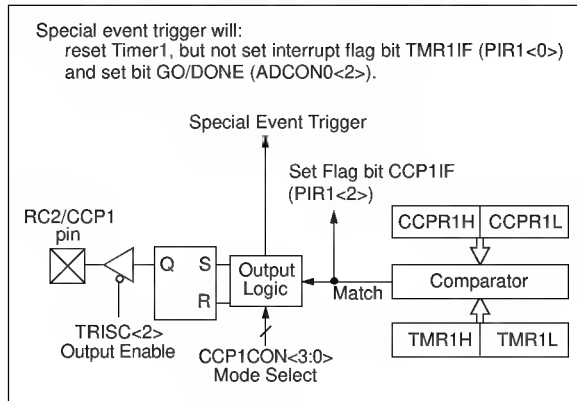 Special event trigger will:
reset Timer1, but not set interrupt flag bit TMR1IF (PIR1<0>)
and set bit GO/DONE (ADCON0<2>).
Special Event Trigger
Set Flag bit CCP1IF
(PIR1<2>)
RC2/CCP1
pin
CCPR1H CCPR1L
Q S
R
Output
Logic
Match
Comparator
TRISC<2>
Output Enable
CCP1CON<3:0>
Mode Select
TMR1H TMR1L